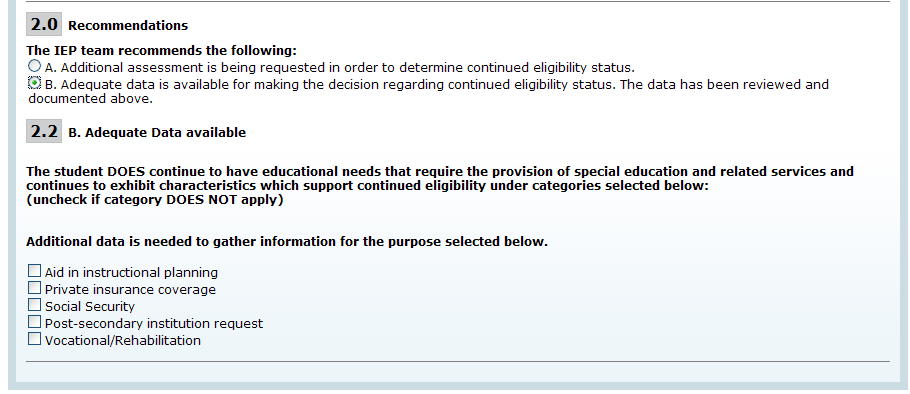 2.0 Recommendations
The IEP team recommends the following:
A. Additional assessment is being requested in order to determine continued eligibility status.
B. Adequate data is available for making the decision regarding continued eligibility status. The data has been reviewed and
documented above.
2.2 B. Adequate Data available
The student DOES continue to have educational needs that require the provision of special education and related services and
continues to exhibit characteristics which support continued eligibility under categories selected below:
(uncheck if category DOES NOT apply)
Additional data is needed to gather information for the purpose selected below.
Aid in instructional planning
Private insurance coverage
Social Security
Post-secondary institution request
Vocational/Rehabilitation